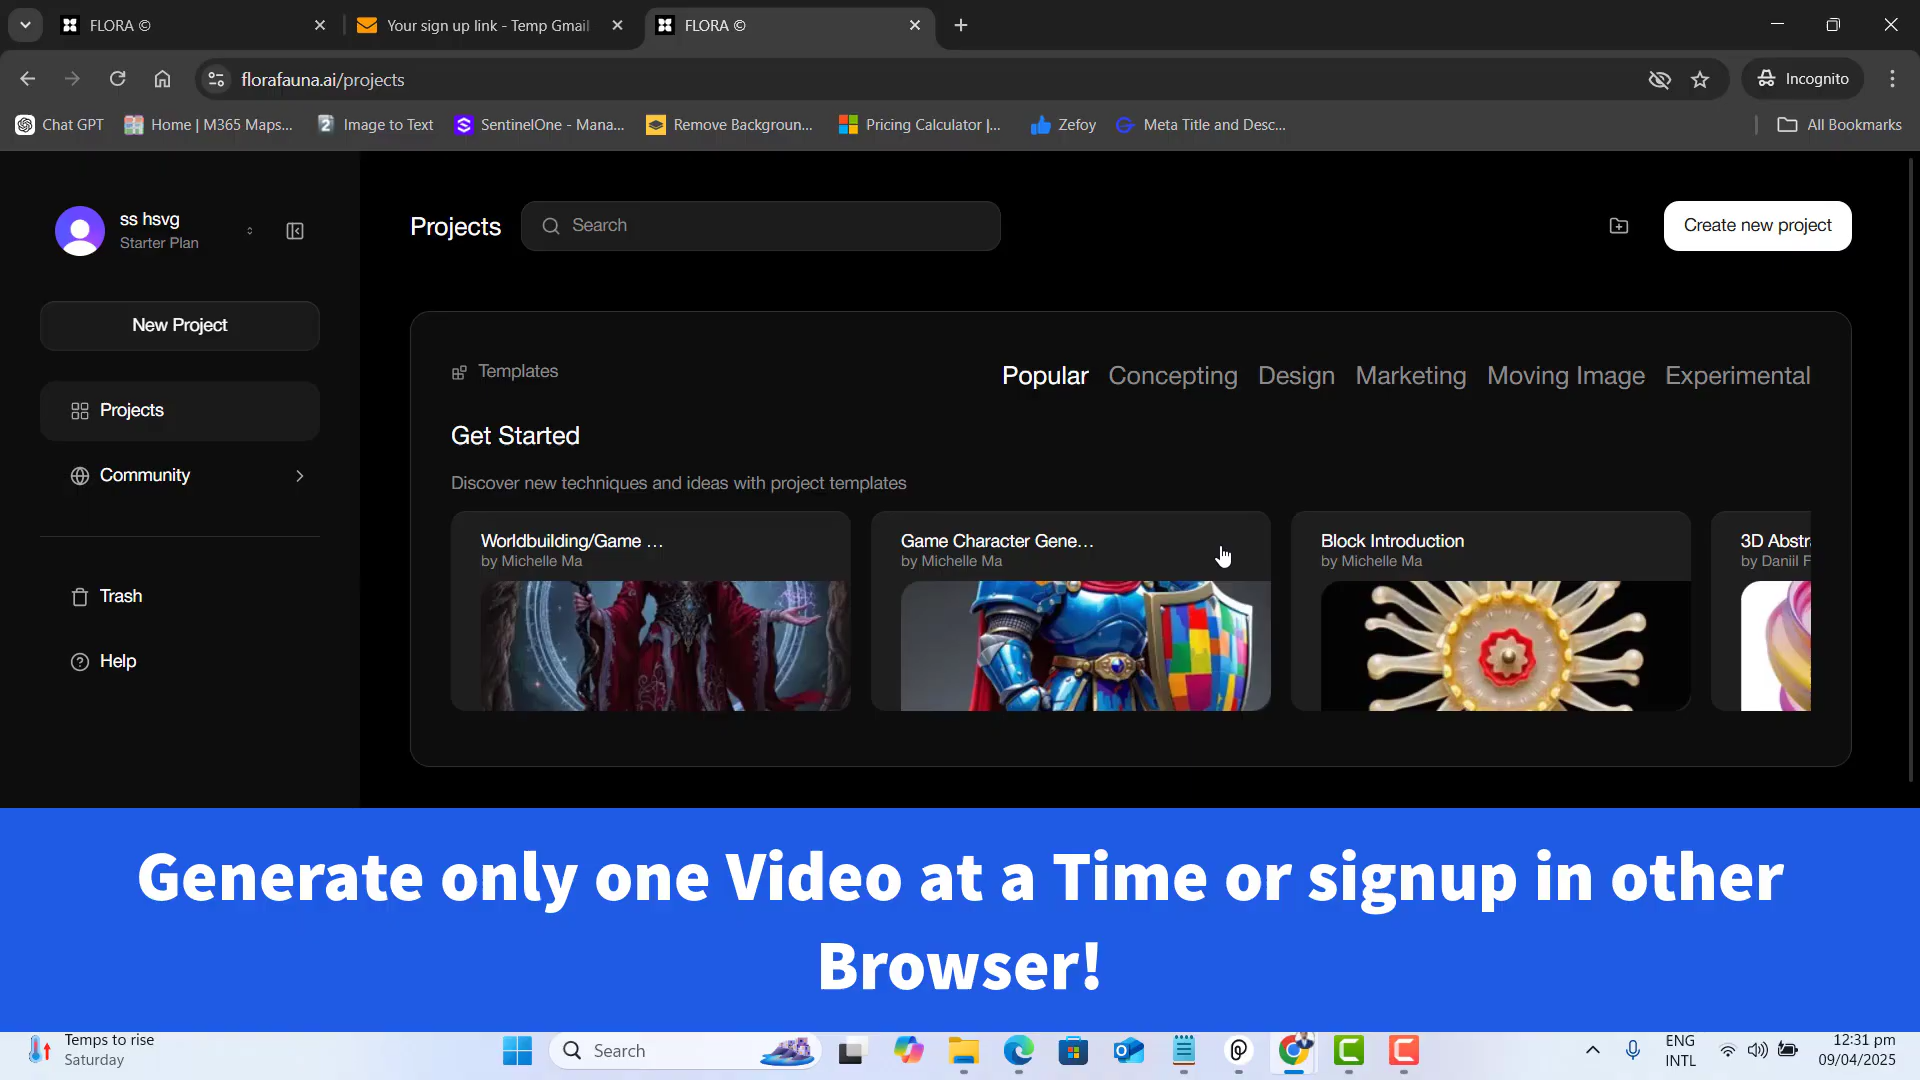 FLORA ©
Your sign up link - Temp Gmail
FLORA ©
florafauna.ai/projects
Incognito
Chat GPT
Home | M365 Maps...
Image to Text
SentinelOne - Mana...
Remove Backgroun...
Pricing Calculator |...
Zefoy
Meta Title and Desc...
All Bookmarks
ss hsvg
Starter Plan
Projects
Search
Create new project
New Project
Templates
Popular
Concepting
Design
Marketing
Moving Image
Experimental
Projects
Get Started
Community
Discover new techniques and ideas with project templates
Worldbuilding/Game ...
by Michelle Ma
Game Character Gene...
by Michelle Ma
Block Introduction
by Michelle Ma
3D Abstr
by Daniil F
Trash
Help
Generate only one Video at a Time or signup in other
Browser!
Temps to rise
Saturday
Search
ENG
INTL
12:31 pm
09/04/2025